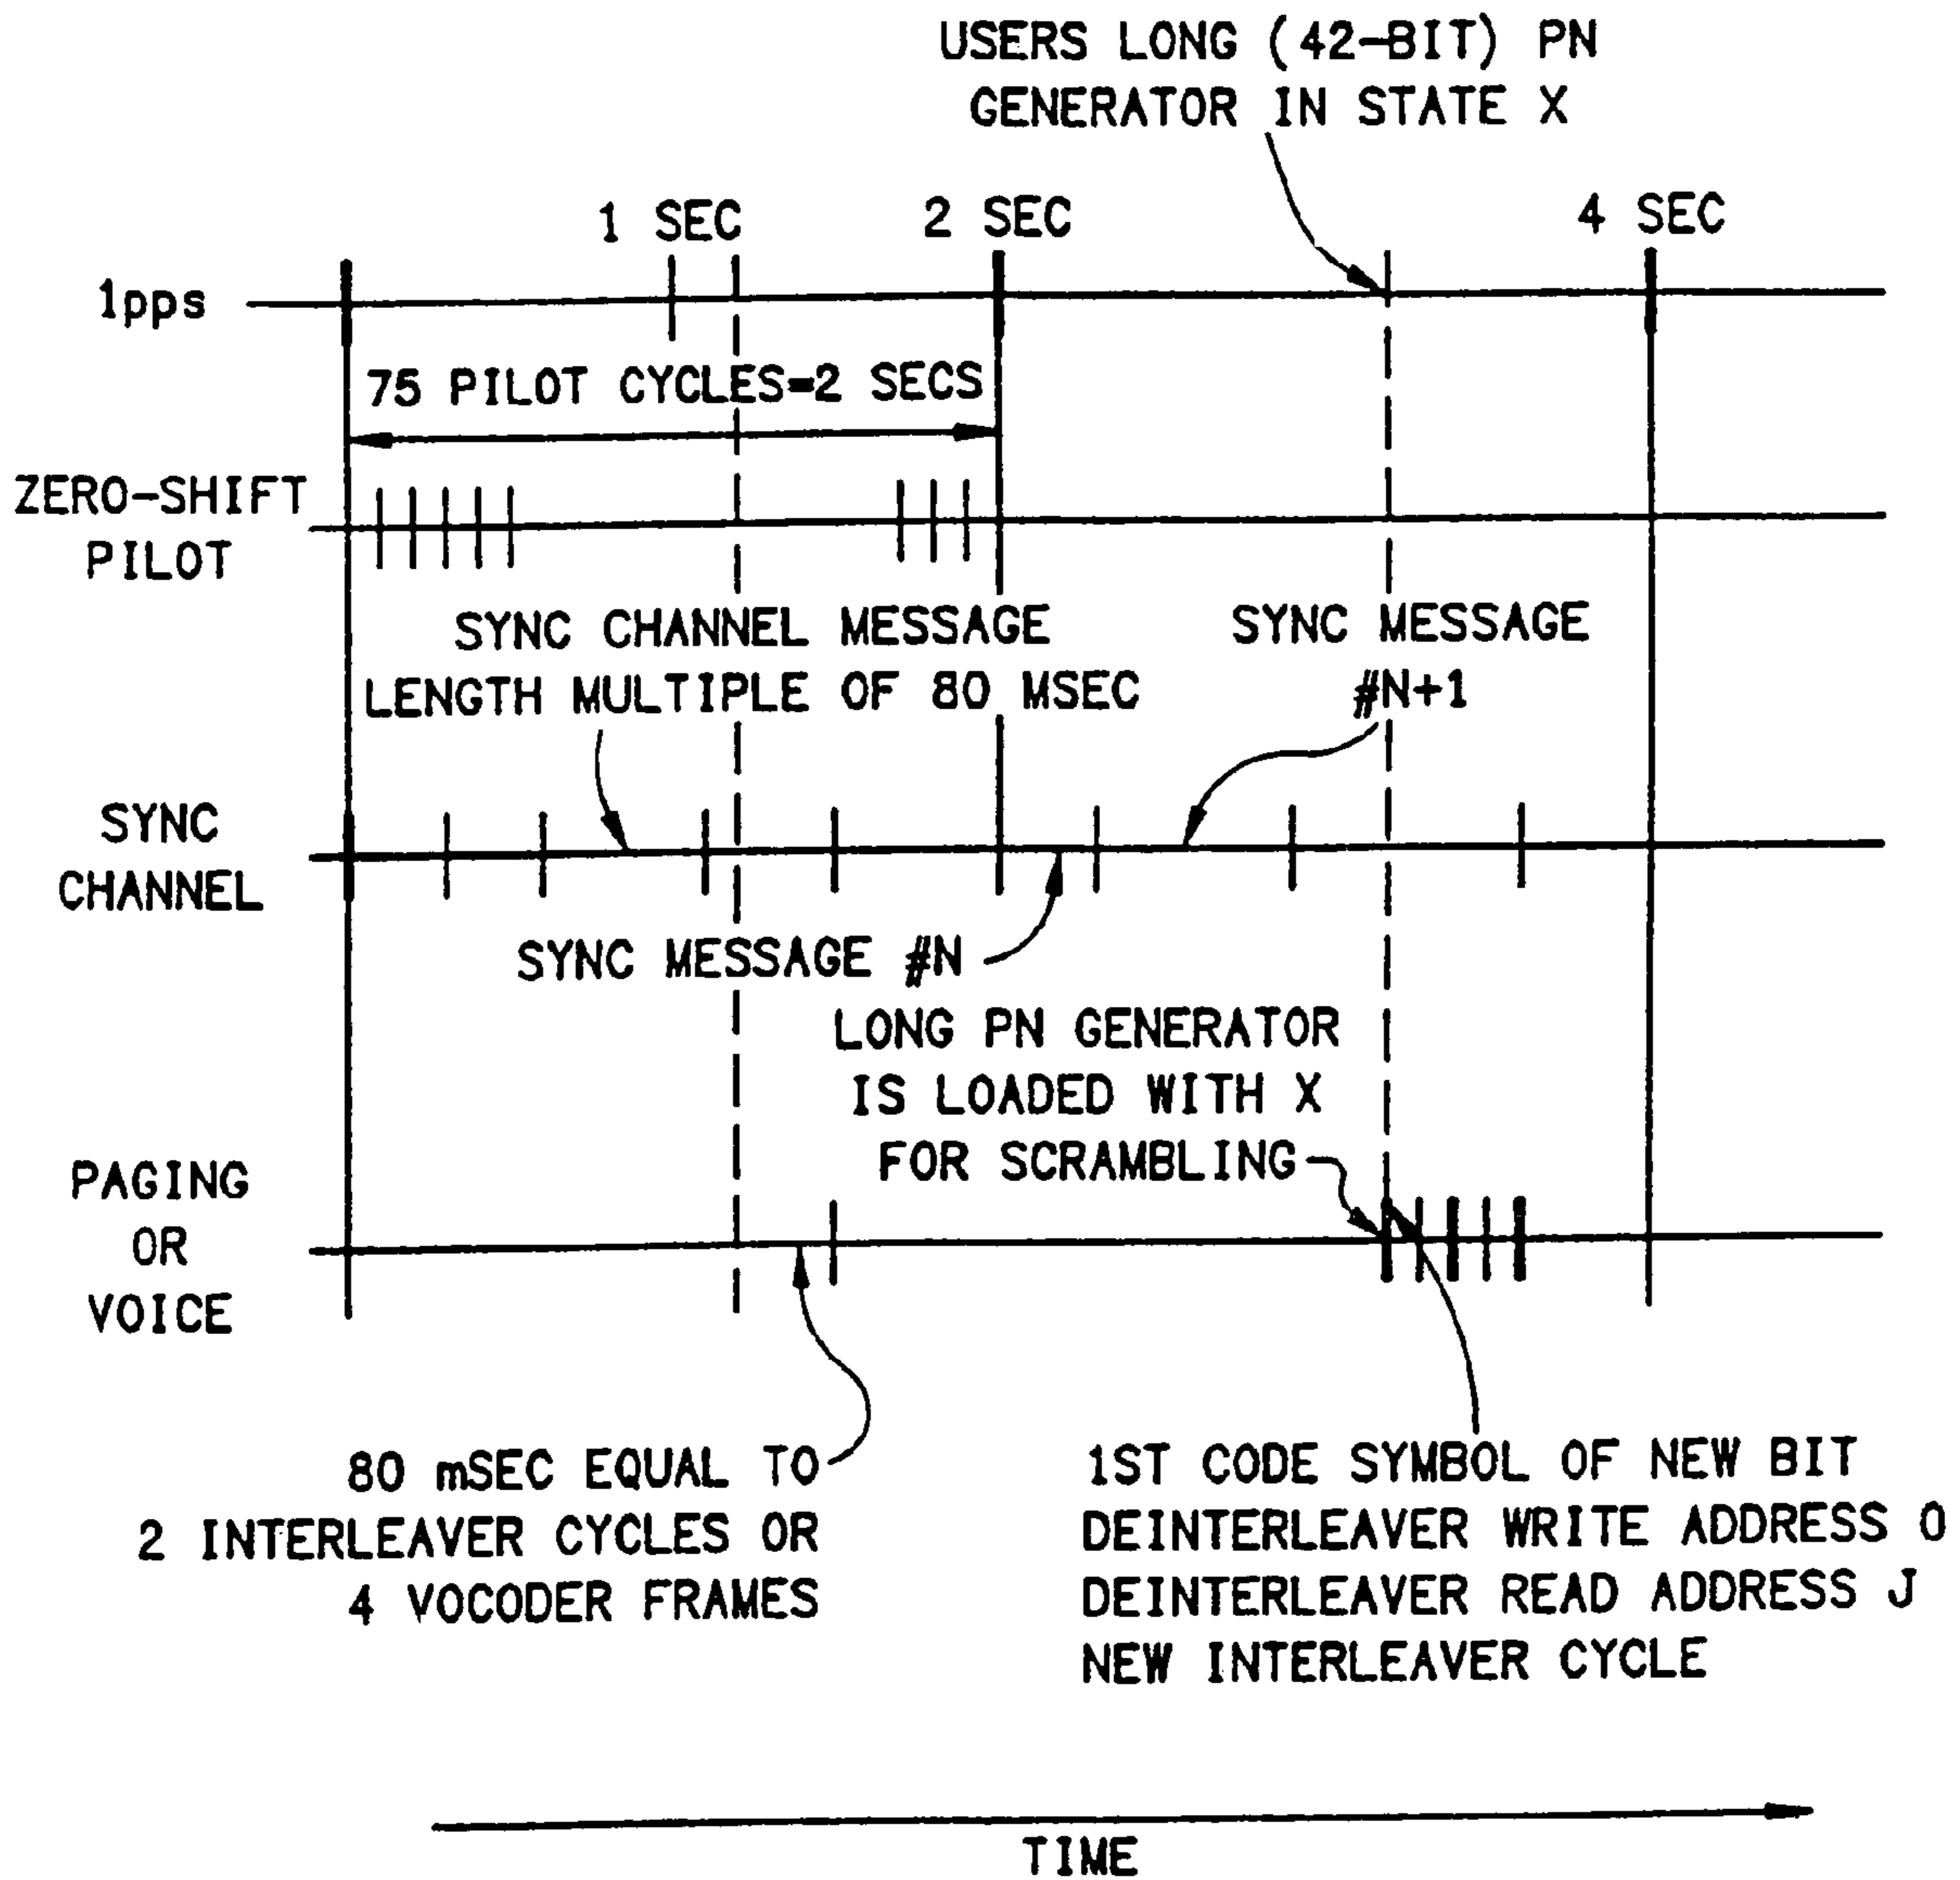 USERS LONG (42-BIT) PN
GENERATOR IN STATE X
1 SEC
2 SEC
4 SEC
1pps
75 PILOT CYCLES=2 SECS
ZERO-SHIFT
PILOT
SYNC CHANNEL MESSAGE
LENGTH MULTIPLE OF 80 MSEC
SYNC MESSAGE
#N+1
SYNC
CHANNEL
SYNC MESSAGE #N
LONG PN GENERATOR
IS LOADED WITH X
FOR SCRAMBLING
PAGING
OR
VOICE
80 mSEC EQUAL TO
2 INTERLEAVER CYCLES OR
4 VOCODER FRAMES
1ST CODE SYMBOL OF NEW BIT
DEINTERLEAVER WRITE ADDRESS 0
DEINTERLEAVER READ ADDRESS J
NEW INTERLEAVER CYCLE
TIME